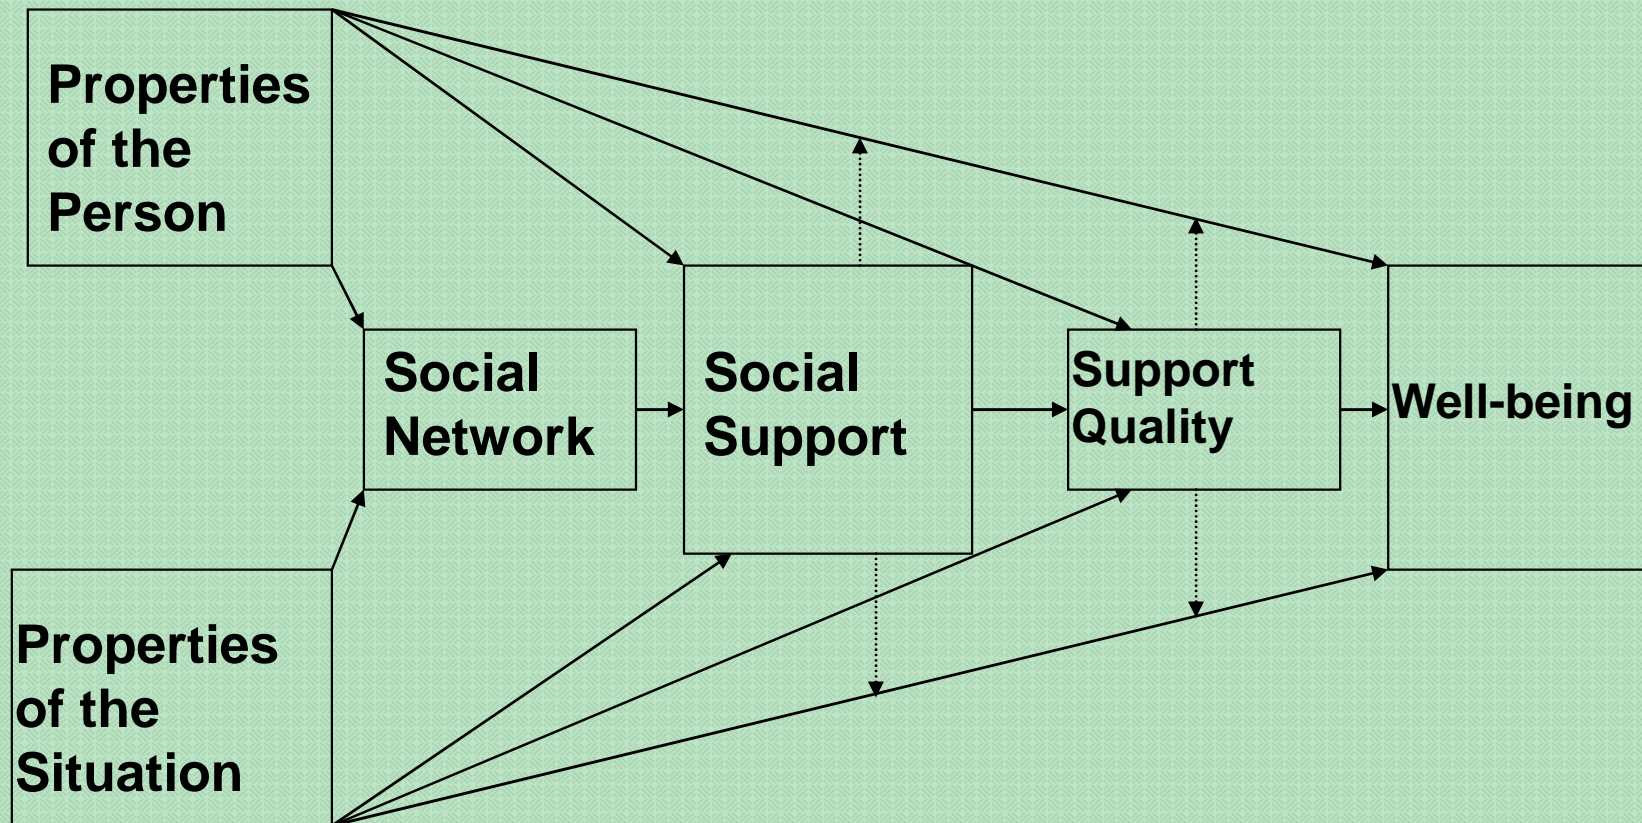 Properties
of the
Person
Social
Network
Social
Support
Support
Quality
Well-being
Properties
of the
Situation